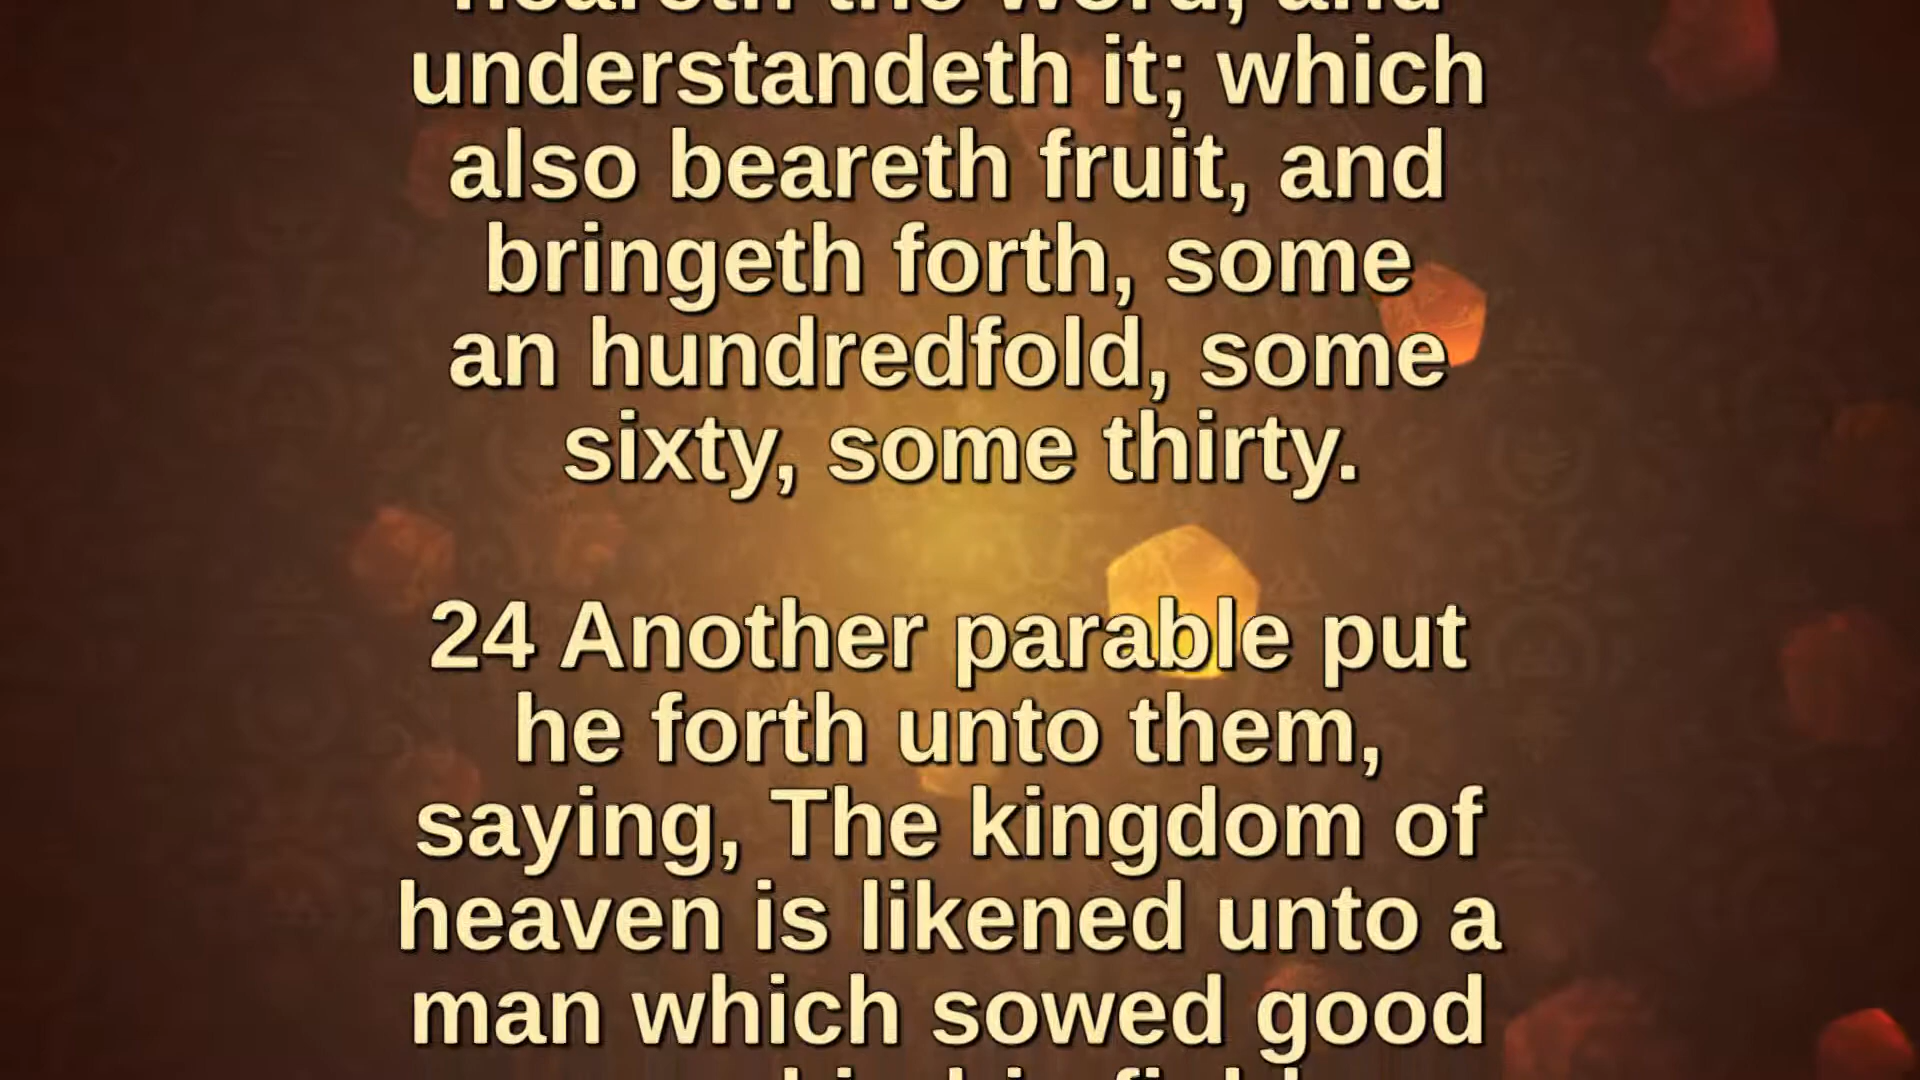 heareth the word, and
understandeth it; which
also beareth fruit, and
bringeth forth, some
an hundredfold, some
sixty, some thirty.
24 Another parable put
he forth unto them,
saying, The kingdom of
heaven is likened unto a
man which sowed good